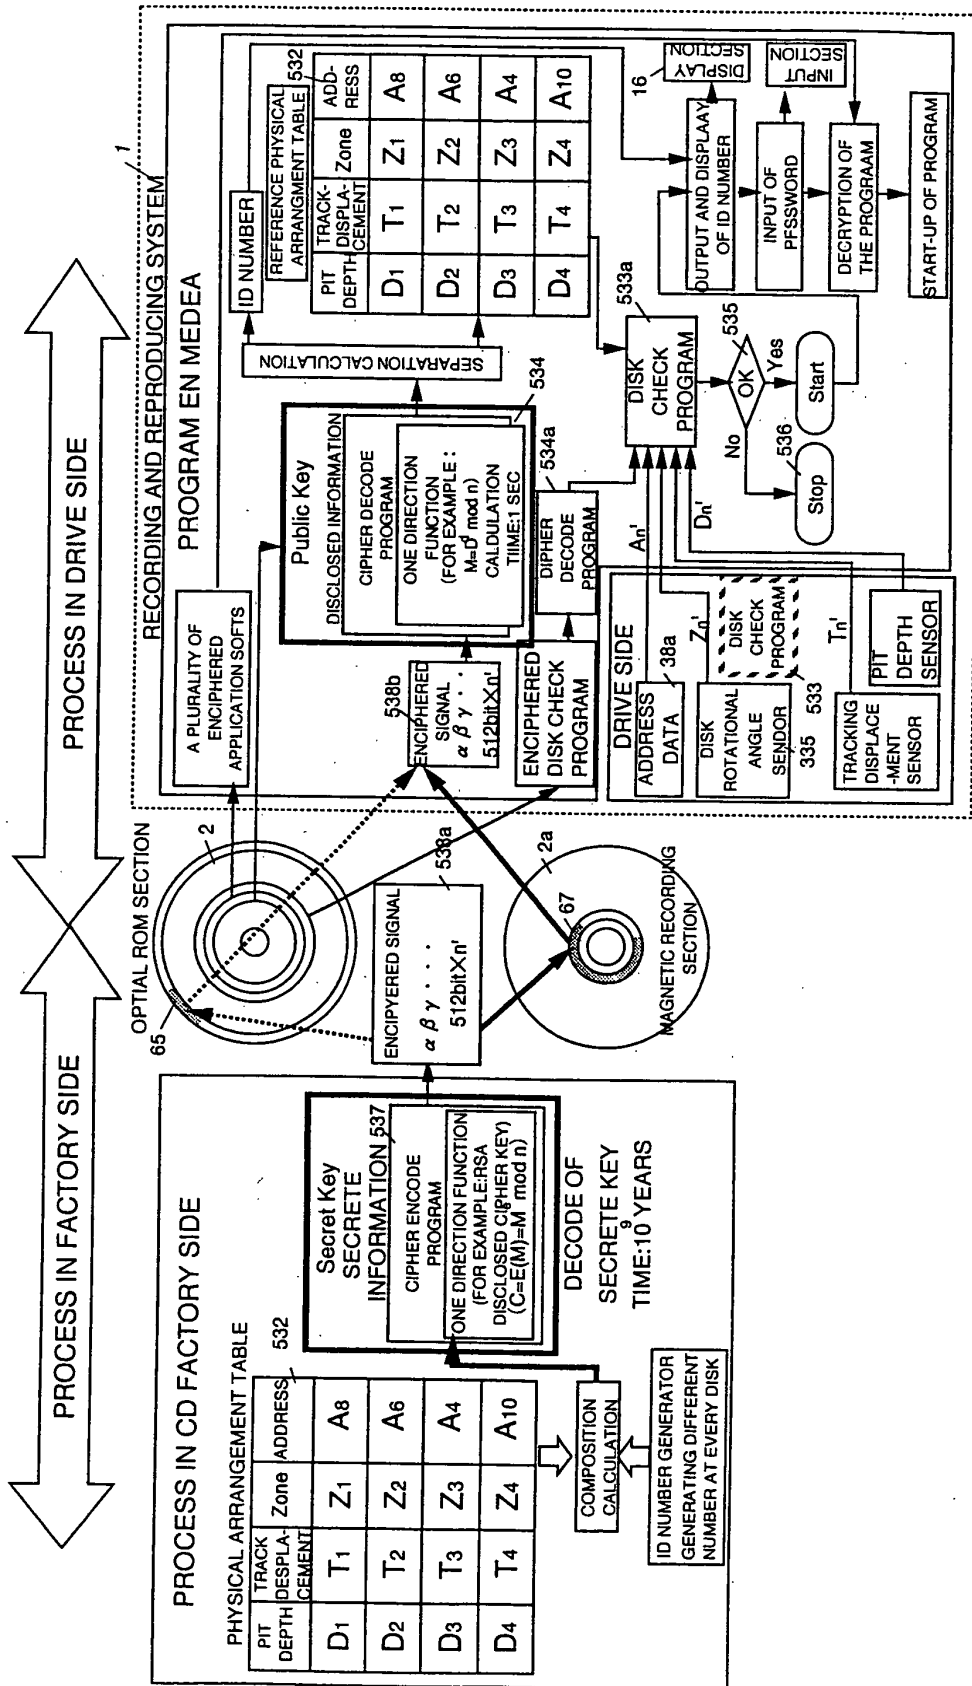 PROCESS IN FACTORY SIDE
PROCESS IN DRIVE SIDE
PROCESS IN CD FACTORY SIDE
PHYSICAL ARRANGEMENT TABLE
532
PIT
DEPTH
TRACK
DESPLA-
CEMENT
Zone
ADDRESS
D1
T1
Z1
A8
D2
T2
Z2
A6
D3
T3
Z3
A4
D4
T4
Z4
A10
COMPOSITION
CALCULATION
ID NUMBER GENERATOR
GENERATING DIFFERENT
NUMBER AT EVERY DISK
Secret Key
SECRETE
INFORMATION 537
CIPHER ENCODE
PROGRAM
ONE DIRECTION FUNCTION
(FOR EXAMPLE:RSA
DISCLOSED CIPHER KEY)
DECODE OF
SECRETE KEY
TIME:10⁹ YEARS
OPTIAL ROM SECTION
65
2
ENCIPYERED SIGNAL
α β γ · · ·
512bitXn'
538a
2a
67
MAGNETIC RECORDING
SECTION
RECORDING AND REPRODUCING SYSTEM
1
PROGRAM EN MEDEA
A PLURALITY OF
ENCIPHERED
APPLICATION SOFTS
Public Key
DISCLOSED INFORMATION
CIPHER DECODE
PROGRAM
ONE DIRECTION
FUNCTION
(FOR EXAMPLE :
M=Dᵈ mod n)
CALDULATION
TIIME:1 SEC
534
538b
ENCIPHERED
SIGNAL
α β γ · ·
512bitXn'
ENCIPHERED
DISK CHECK
PROGRAM
534a
DIPHER
DECODE
PROGRAM
SEPARATION CALCULATION
ID NUMBER
REFERENCE PHYSICAL
ARRANGMENT TABLE
532
PIT
DEPTH
TRACK-
DISPLA-
CEMENT
Zone
ADD-
RESS
D1
T1
Z1
A8
D2
T2
Z2
A6
D3
T3
Z3
A4
D4
T4
Z4
A10
DRIVE SIDE
ADDRESS
DATA
38a
DISK
ROTATIONAL
ANGLE
SENDOR
335
DISK
CHECK
PROGRAM
533
TRACKING
DISPLACE
-MENT
SENSOR
PIT
DEPTH
SENSOR
An'
Zn'
Tn'
Dn'
533a
DISK
CHECK
PROGRAM
OK
535
No
Yes
536
Stop
Start
OUTPUT AND DISPLAAY
OF ID NUMBER
16
DISPLAY
SECTION
INPUT OF
PFSSWORD
INPUT
SECTION
DECRYPTION OF
THE PROGRAAM
START-UP OF PROGRAM